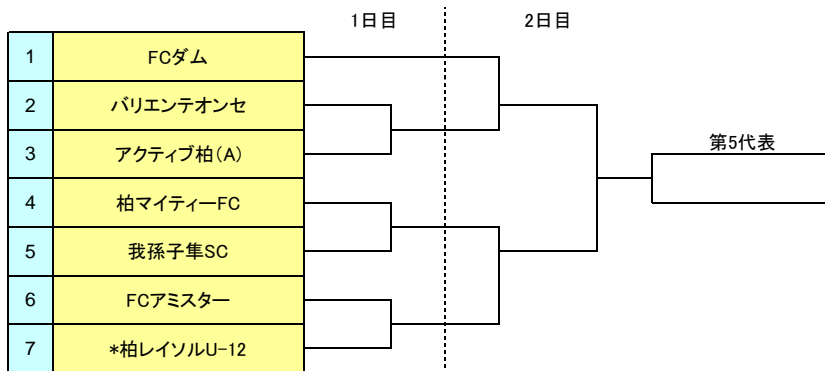 1日目 2日目
1 FCダム
2 バリエンテオンセ
3 アクティブ柏(A)
第5代表
4 柏マイティーFC
5 我孫子隼SC
6 FCアミスター
7 *柏レイソルU-12